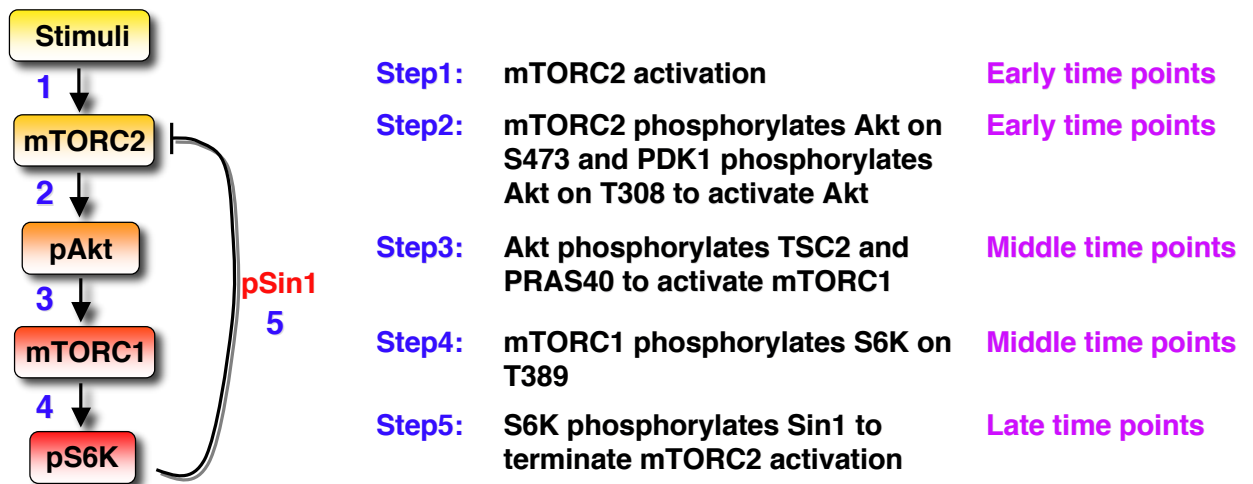 Stimuli
1
mTORC2
2
pAkt
3
pSin1
5
mTORC1
4
pS6K
Step1: mTORC2 activation Early time points
Step2: mTORC2 phosphorylates Akt on Early time points
S473 and PDK1 phosphorylates
Akt on T308 to activate Akt
Step3: Akt phosphorylates TSC2 and Middle time points
PRAS40 to activate mTORC1
Step4: mTORC1 phosphorylates S6K on Middle time points
T389
Step5: S6K phosphorylates Sin1 to Late time points
terminate mTORC2 activation